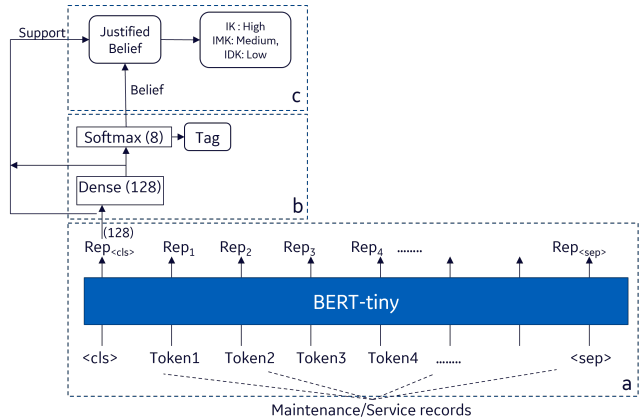 Support
Justified
Belief
IK : High
IMK: Medium,
IDK: Low
c
Belief
Softmax (8)
Tag
Dense (128)
b
(128)
Rep<cls> Rep1 Rep2 Rep3 Rep4 ........ Rep<sep>
BERT-tiny
<cls> Token1 Token2 Token3 Token4 ........ <sep>
a
Maintenance/Service records